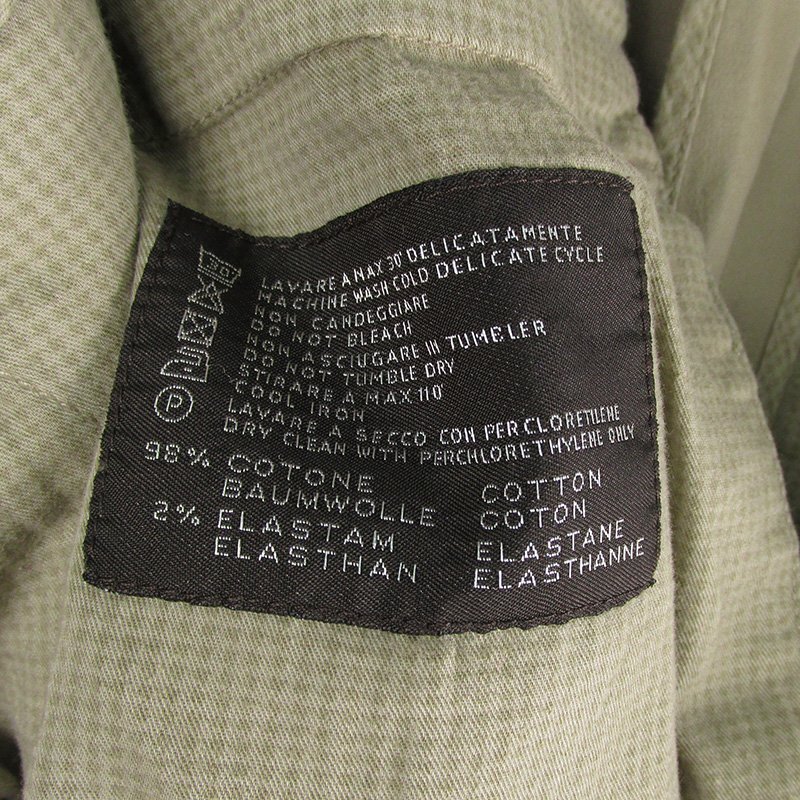 LAVARE A MAX 30° DELICATAMENTE
MACHINE WASH COLD DELICATE CYCLE
NON CANDEGGIARE
DO NOT BLEACH
NON ASCIUGARE IN TUMBLER
DO NOT TUMBLE DRY
STIRARE A MAX 110°
COOL IRON
LAVARE A SECCO CON PERCLORETILENE
DRY CLEAN WITH PERCHLORETHYLENE ONLY
98% COTONE COTTON
BAUMWOLLE COTON
2% ELASTAM ELASTANE
ELASTHAN ELASTHANNE
30
P